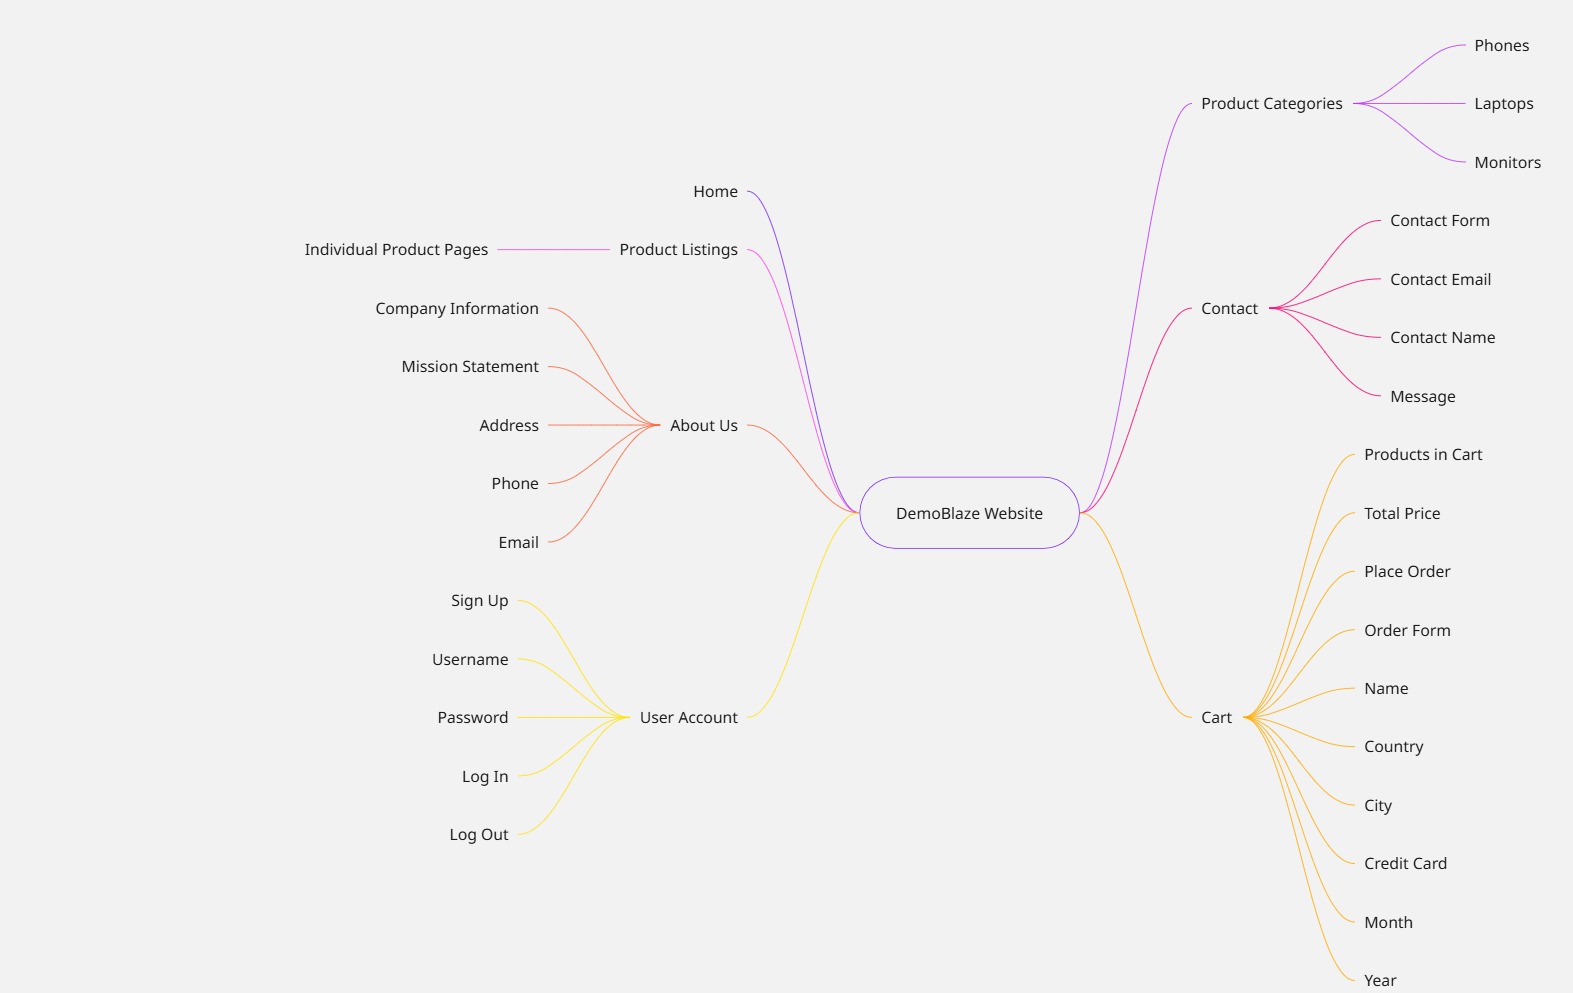 DemoBlaze Website
Home
Product Listings
Individual Product Pages
About Us
Company Information
Mission Statement
Address
Phone
Email
User Account
Sign Up
Username
Password
Log In
Log Out
Product Categories
Phones
Laptops
Monitors
Contact
Contact Form
Contact Email
Contact Name
Message
Cart
Products in Cart
Total Price
Place Order
Order Form
Name
Country
City
Credit Card
Month
Year